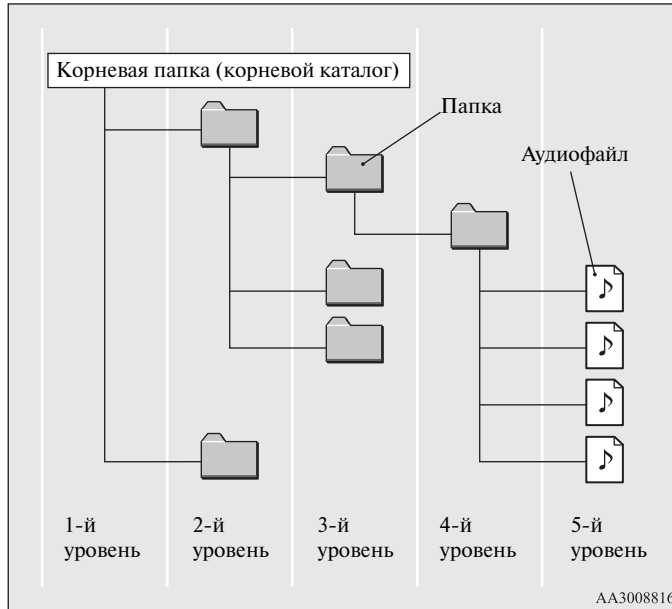 Корневая папка (корневой каталог)
Папка
Аудиофайл
1-й
уровень
2-й
уровень
3-й
уровень
4-й
уровень
5-й
уровень
AA3008816